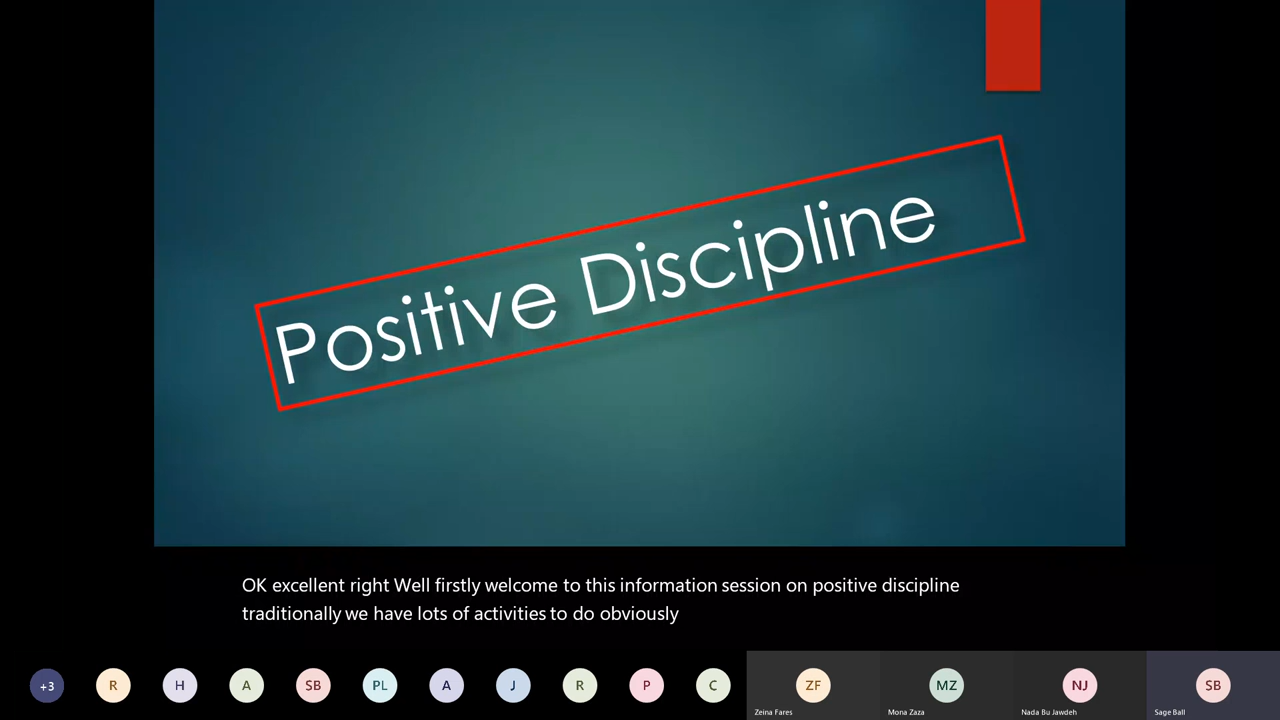 Positive Discipline
OK excellent right Well firstly welcome to this information session on positive discipline
traditionally we have lots of activities to do obviously
+3 R H A SB PL A J R P C ZF MZ NJ SB
Zeina Fares Mona Zaza Nada Bu Jawdeh Sage Ball